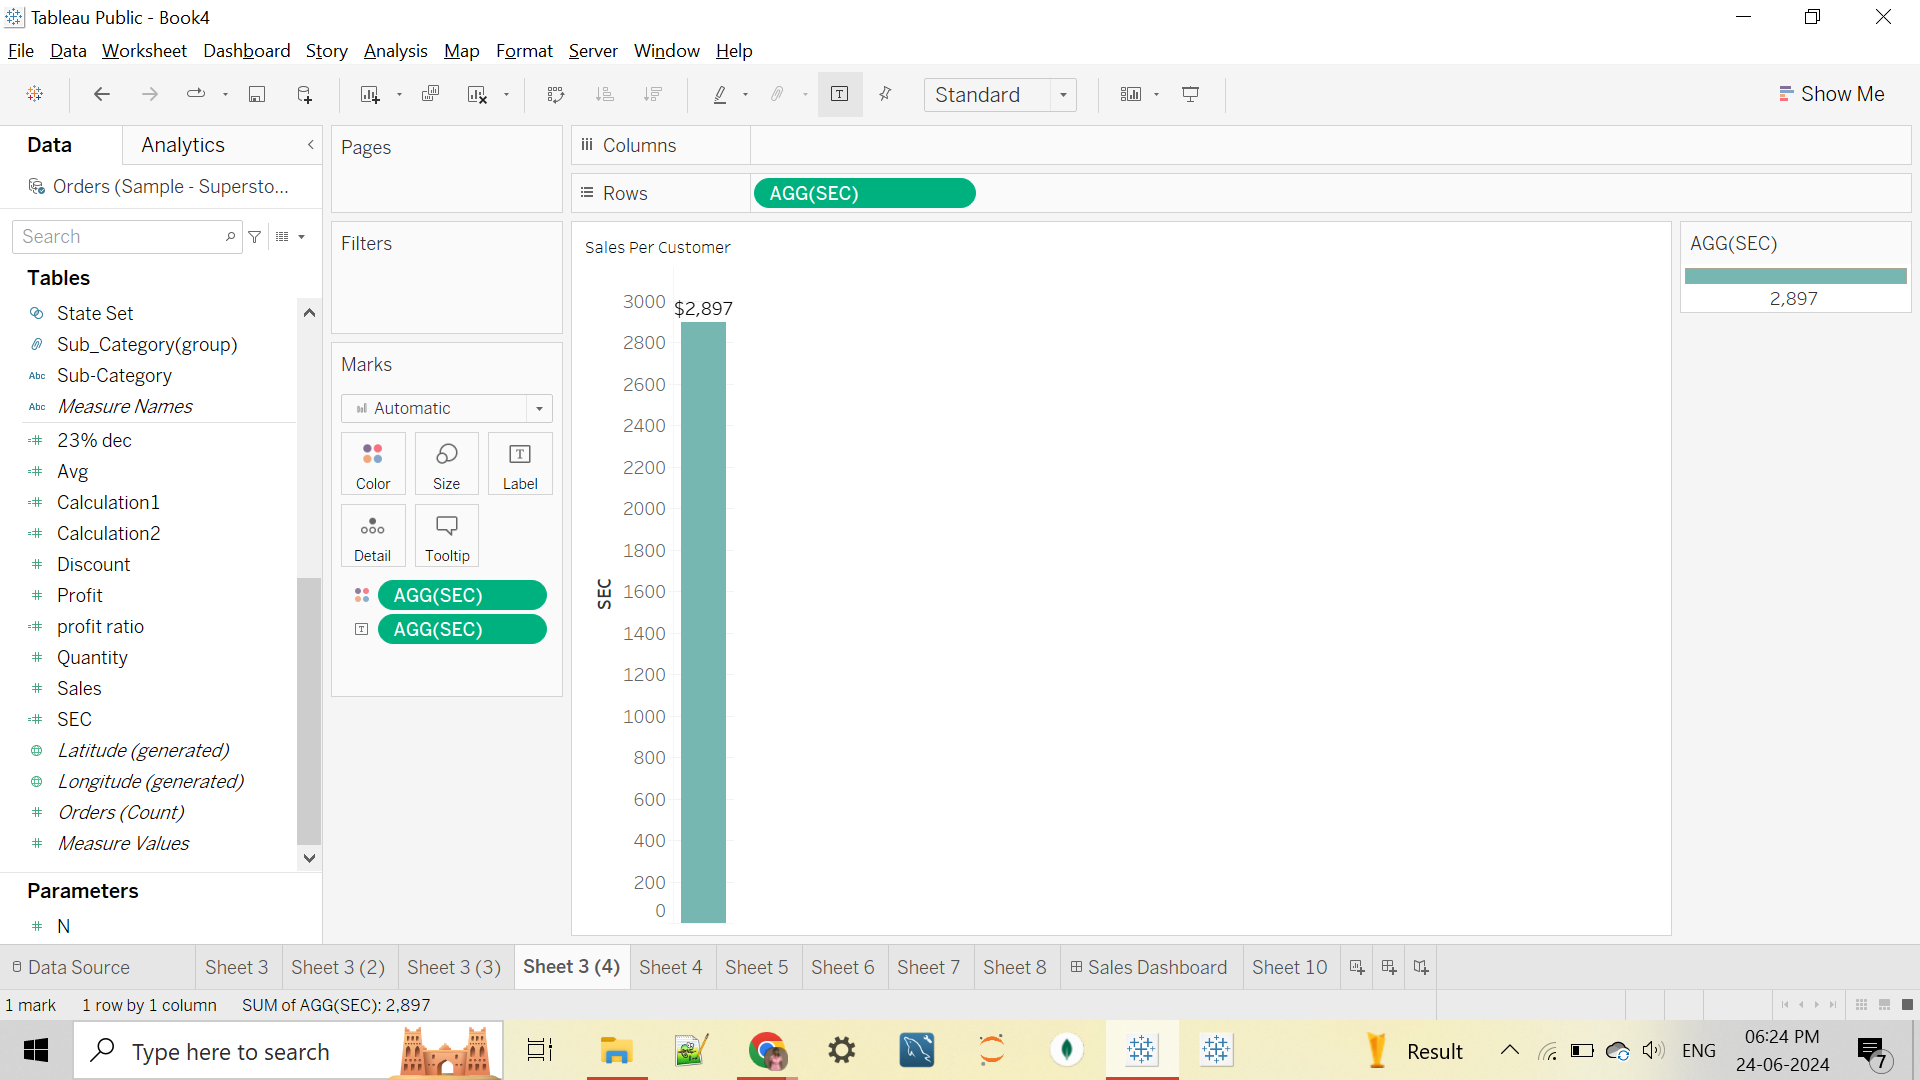 Tableau Public - Book4
File Data Worksheet Dashboard Story Analysis Map Format Server Window Help
Standard
Show Me
Data
Analytics
Orders (Sample - Supersto...
Search
Tables
State Set
Sub_Category(group)
Abc Sub-Category
Abc Measure Names
23% dec
Avg
Calculation1
Calculation2
Discount
Profit
profit ratio
Quantity
Sales
SEC
Latitude (generated)
Longitude (generated)
Orders (Count)
Measure Values
Parameters
N
Pages
Filters
Marks
Automatic
Color
Size
Label
Detail
Tooltip
AGG(SEC)
AGG(SEC)
Columns
Rows
AGG(SEC)
Sales Per Customer
$2,897
3000
2800
2600
2400
2200
2000
1800
1600
1400
1200
1000
800
600
400
200
0
SEC
AGG(SEC)
2,897
Data Source
Sheet 3
Sheet 3 (2)
Sheet 3 (3)
Sheet 3 (4)
Sheet 4
Sheet 5
Sheet 6
Sheet 7
Sheet 8
Sales Dashboard
Sheet 10
1 mark
1 row by 1 column
SUM of AGG(SEC): 2,897
Type here to search
Result
ENG
06:24 PM
24-06-2024
7